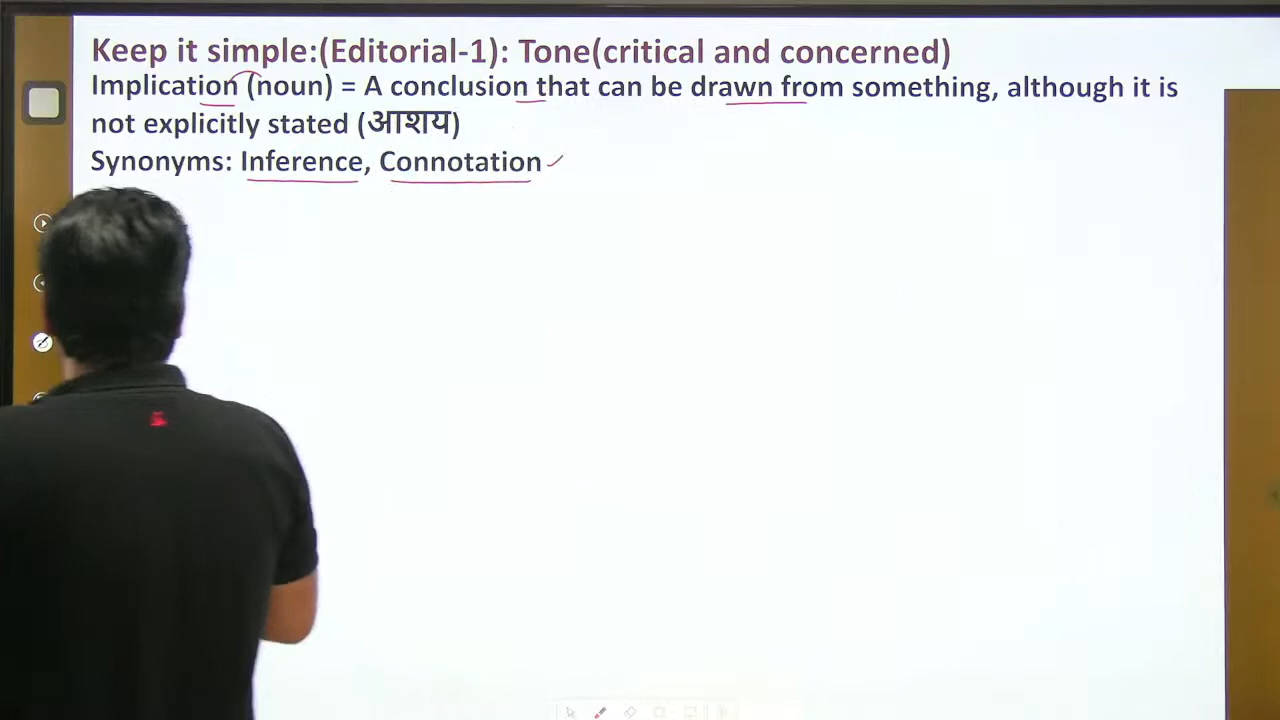 Keep it simple:(Editorial-1): Tone(critical and concerned)
Implication (noun) = A conclusion that can be drawn from something, although it is
not explicitly stated (आशय)
Synonyms: Inference, Connotation